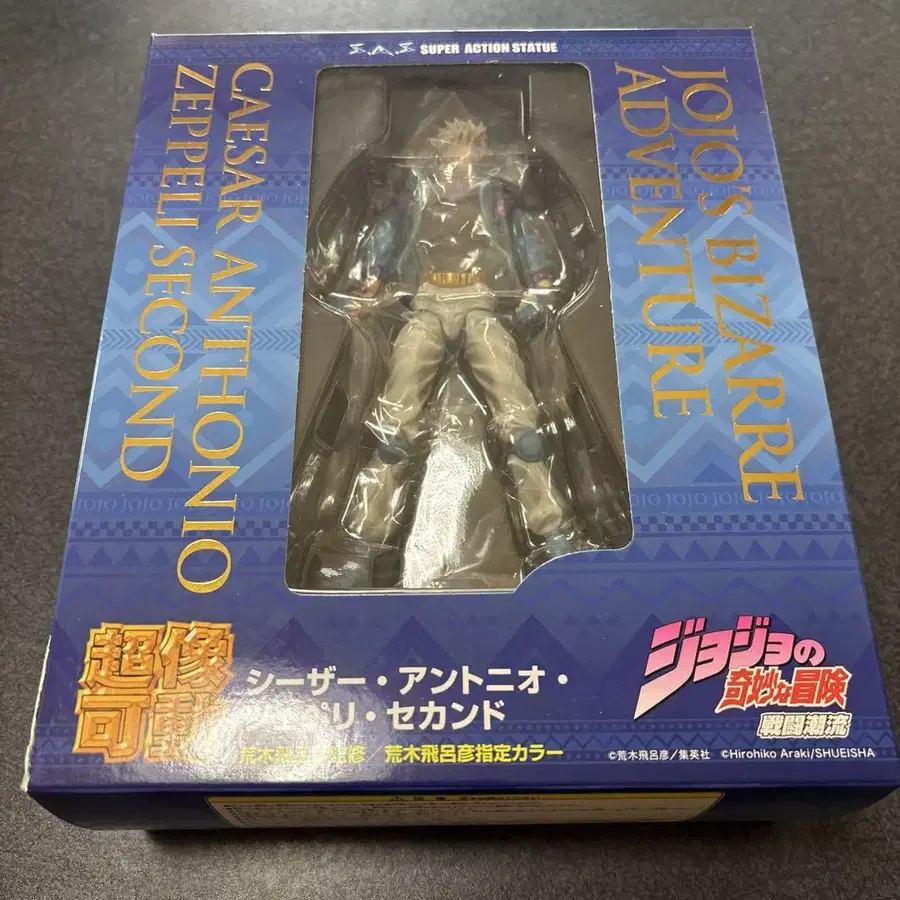 S.A.S SUPER ACTION STATUE
CAESAR ANTHONIO
ZEPPELI SECOND
JOJO'S BIZARRE
ADVENTURE
超像
可動
シーザー・アントニオ・
ツェペリ・セカンド
荒木飛呂彦指定カラー
ジョジョの
奇妙な冒険
戦闘潮流
©荒木飛呂彦/集英社 ©Hirohiko Araki/SHUEISHA